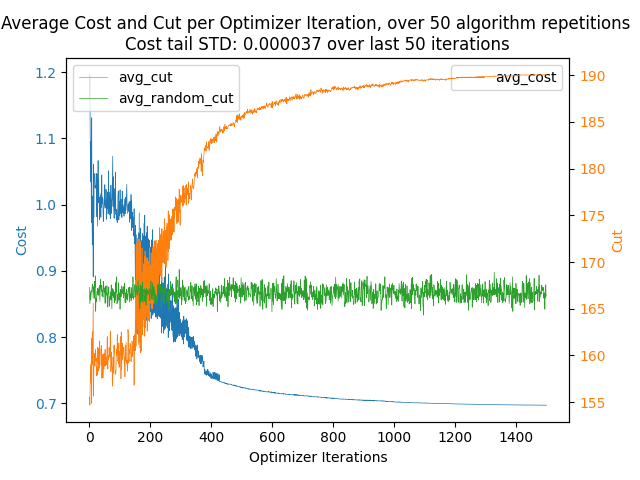 Average Cost and Cut per Optimizer Iteration, over 50 algorithm repetitions
Cost tail STD: 0.000037 over last 50 iterations
avg_cut
avg_random_cut
avg_cost
1.2
1.1
1.0
0.9
0.8
0.7
Cost
190
185
180
175
170
165
160
155
Cut
0 200 400 600 800 1000 1200 1400
Optimizer Iterations